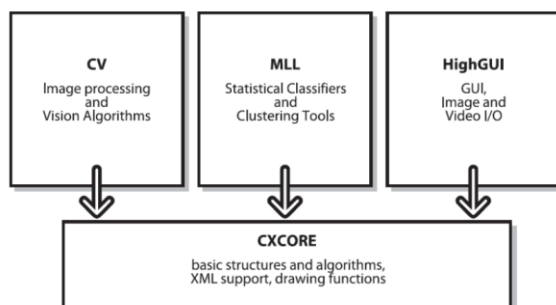 CV
Image processing
and
Vision Algorithms
MLL
Statistical Classifiers
and
Clustering Tools
HighGUI
GUI,
Image and
Video I/O
CXCORE
basic structures and algorithms,
XML support, drawing functions